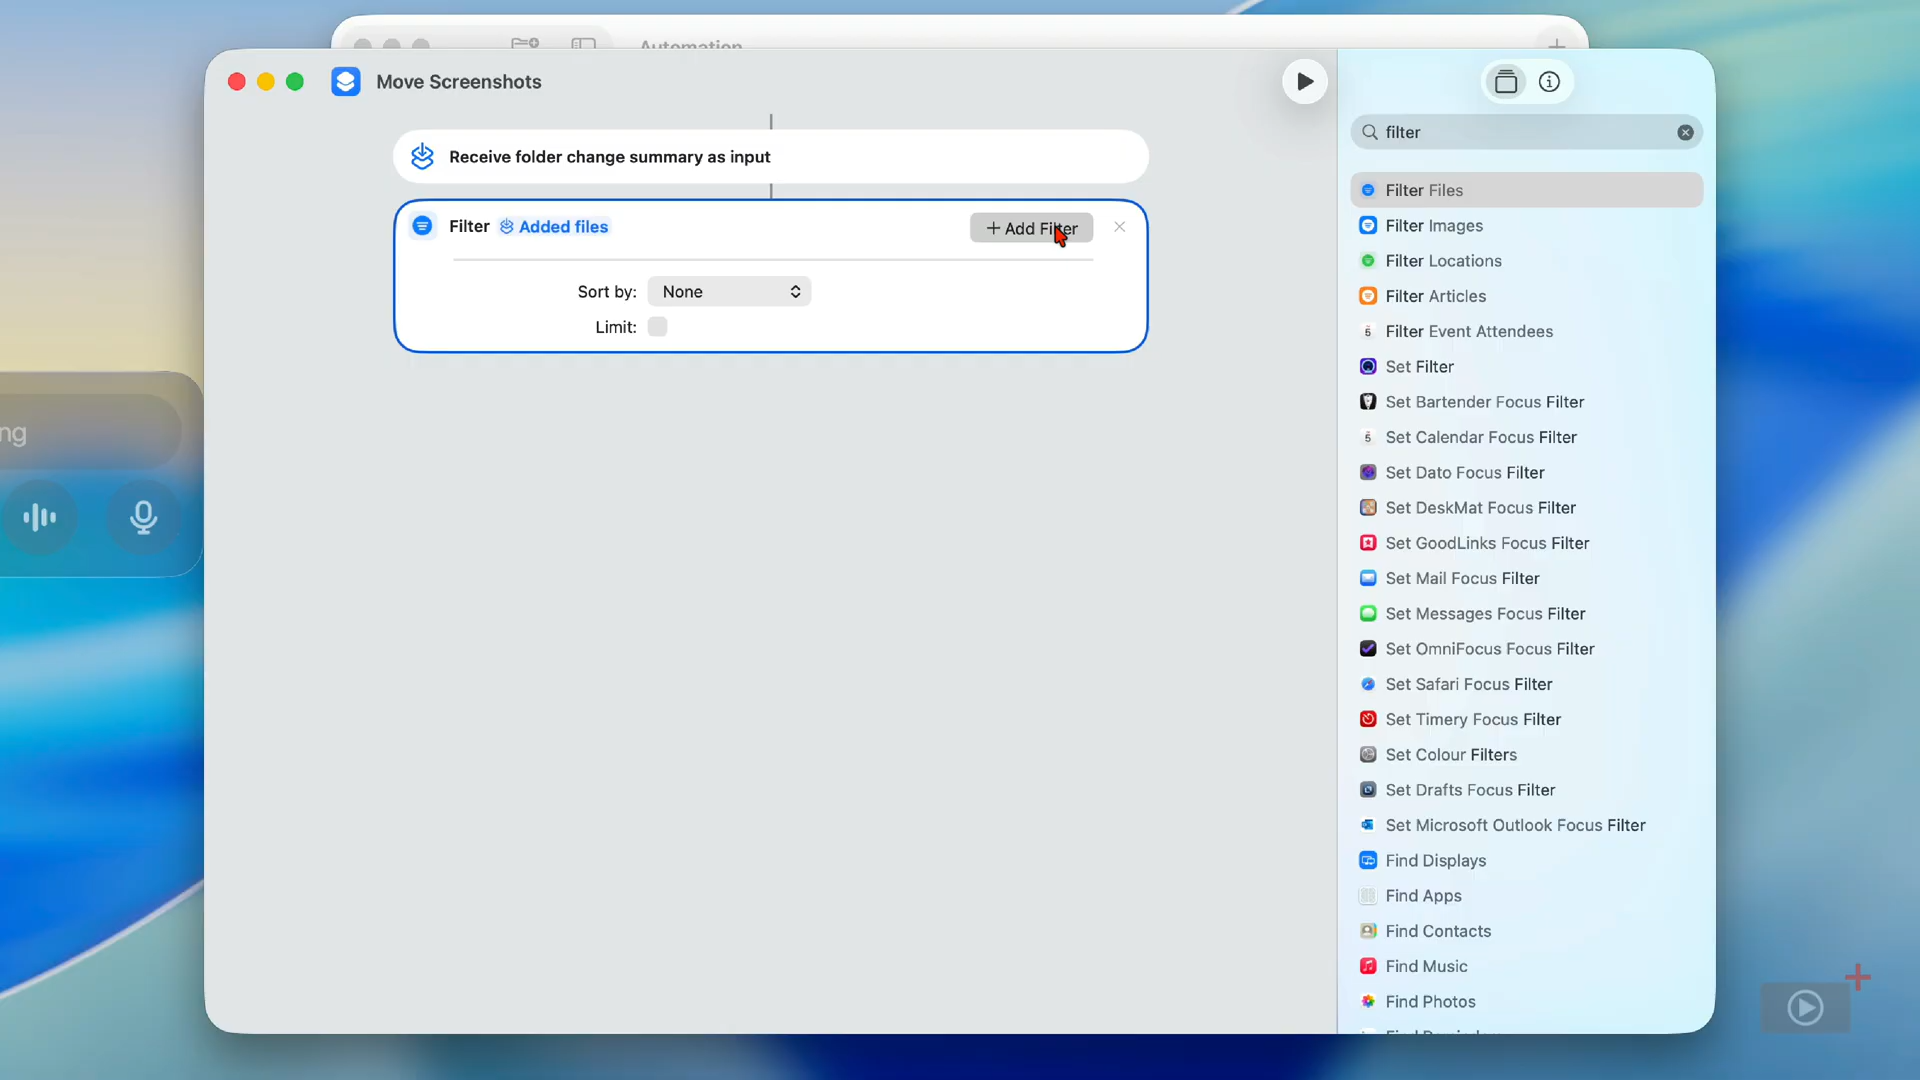 Automation
Move Screenshots
filter
Receive folder change summary as input
Filter Added files
+ Add Filter
Sort by: None
Limit:
Filter Files
Filter Images
Filter Locations
Filter Articles
Filter Event Attendees
Set Filter
Set Bartender Focus Filter
Set Calendar Focus Filter
Set Dato Focus Filter
Set DeskMat Focus Filter
Set GoodLinks Focus Filter
Set Mail Focus Filter
Set Messages Focus Filter
Set OmniFocus Focus Filter
Set Safari Focus Filter
Set Timery Focus Filter
Set Colour Filters
Set Drafts Focus Filter
Set Microsoft Outlook Focus Filter
Find Displays
Find Apps
Find Contacts
Find Music
Find Photos
ng